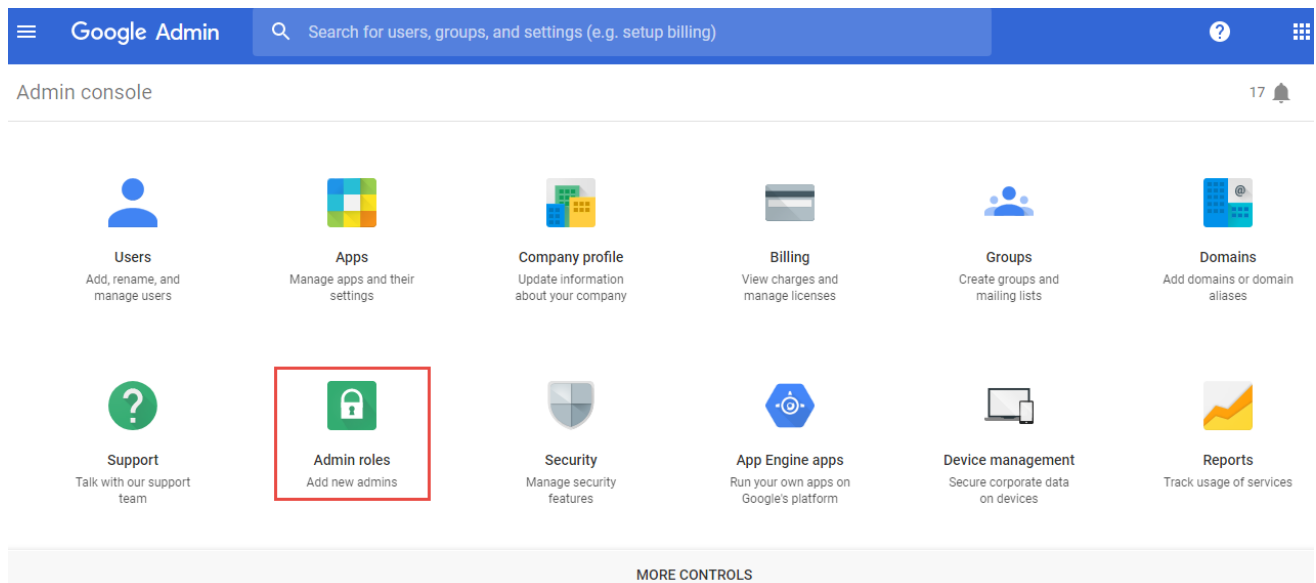 Google Admin
Search for users, groups, and settings (e.g. setup billing)
?
Admin console
17
@
Users
Add, rename, and
manage users
Apps
Manage apps and their
settings
Company profile
Update information
about your company
Billing
View charges and
manage licenses
Groups
Create groups and
mailing lists
Domains
Add domains or domain
aliases
?
Support
Talk with our support
team
Admin roles
Add new admins
Security
Manage security
features
App Engine apps
Run your own apps on
Google's platform
Device management
Secure corporate data
on devices
Reports
Track usage of services
MORE CONTROLS